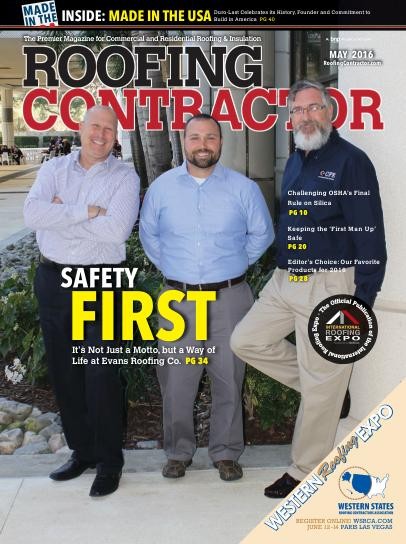 MADE
IN THE
INSIDE: MADE IN THE USA
Duro-Last Celebrates its History, Founder and Commitment to
Build in America PG 40
The Premier Magazine for Commercial and Residential Roofing & Insulation
MAY 2016
RoofingContractor.com
ROOFING
CONTRACTOR
Challenging OSHA's Final
Rule on Silica
PG 10
Keeping the 'First Man Up'
Safe
PG 20
Editor's Choice: Our Favorite
Products for 2016
PG 28
SAFETY
FIRST
It's Not Just a Motto, but a Way of
Life at Evans Roofing Co. PG 34
The Official Publication of the International Roofing Expo
INTERNATIONAL
ROOFING
EXPO
WESTERN Roofing EXPO
WESTERN STATES
ROOFING CONTRACTORS ASSOCIATION
REGISTER ONLINE! WSRCA.COM
JUNE 12-14 PARIS LAS VEGAS